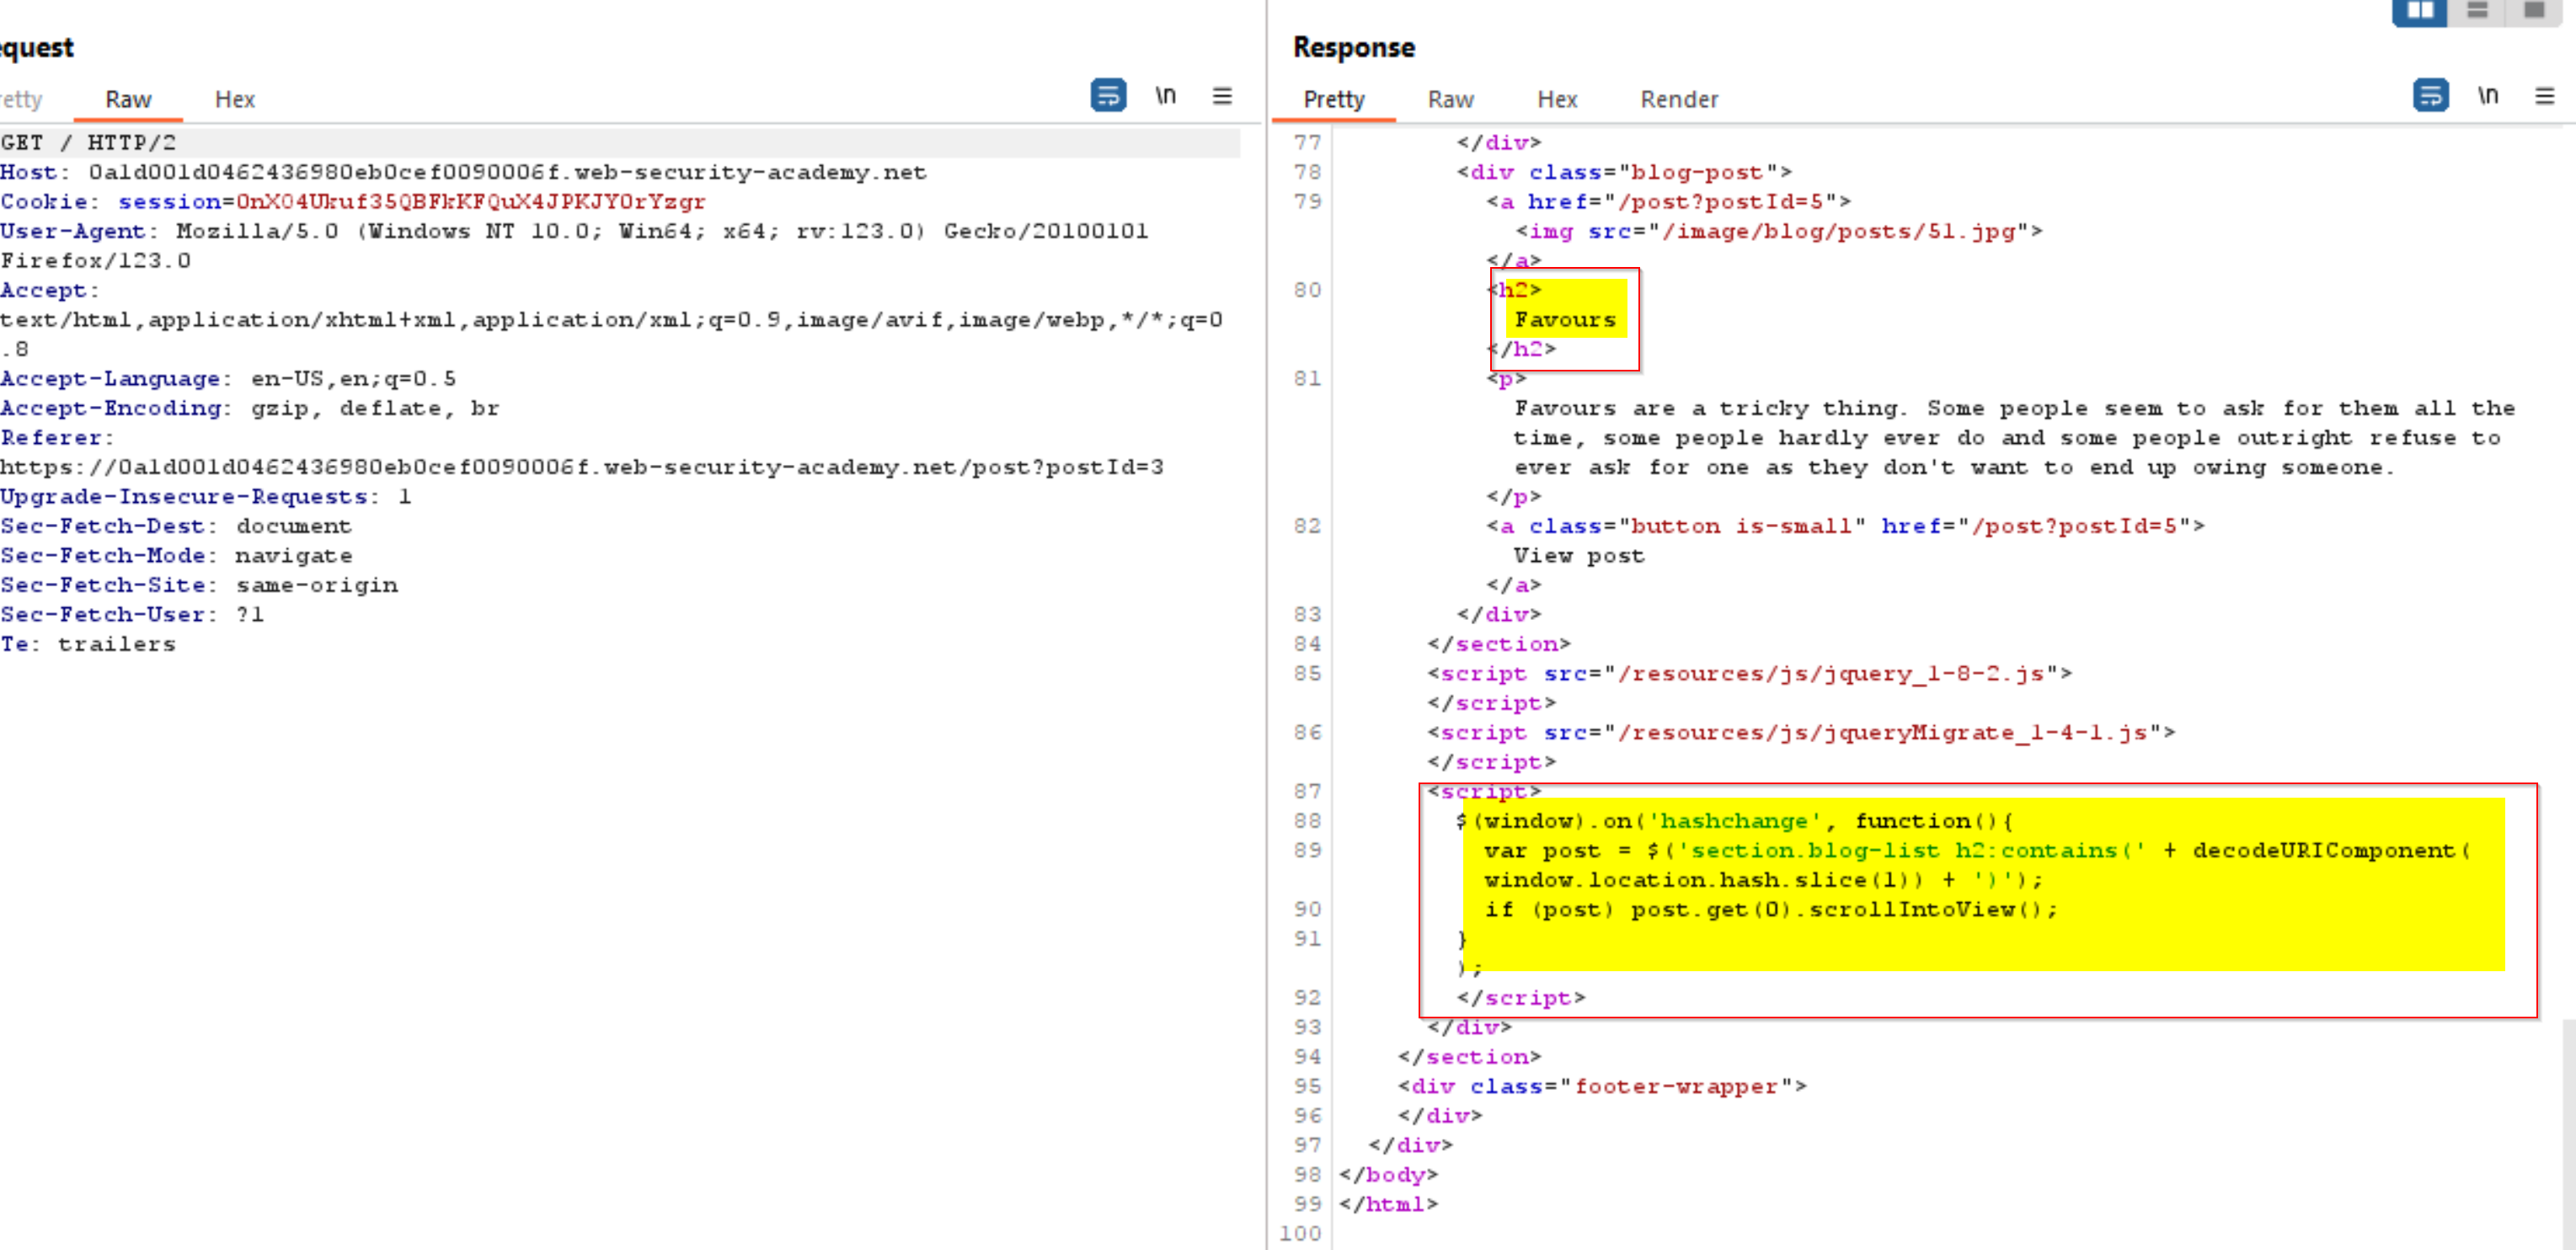 equest
etty Raw Hex \n
GET / HTTP/2
Host: 0a1d001d0462436980eb0cef0090006f.web-security-academy.net
Cookie: session=0nX04Ukuf35QBFkKFQuX4JPKJY0rYzgr
User-Agent: Mozilla/5.0 (Windows NT 10.0; Win64; x64; rv:123.0) Gecko/20100101
Firefox/123.0
Accept:
text/html,application/xhtml+xml,application/xml;q=0.9,image/avif,image/webp,*/*;q=0
.8
Accept-Language: en-US,en;q=0.5
Accept-Encoding: gzip, deflate, br
Referer:
https://0a1d001d0462436980eb0cef0090006f.web-security-academy.net/post?postId=3
Upgrade-Insecure-Requests: 1
Sec-Fetch-Dest: document
Sec-Fetch-Mode: navigate
Sec-Fetch-Site: same-origin
Sec-Fetch-User: ?1
Te: trailers
Response
Pretty Raw Hex Render \n
77 </div>
78 <div class="blog-post">
79 <a href="/post?postId=5">
<img src="/image/blog/posts/51.jpg">
</a>
80 <h2>
Favours
</h2>
81 <p>
Favours are a tricky thing. Some people seem to ask for them all the
time, some people hardly ever do and some people outright refuse to
ever ask for one as they don't want to end up owing someone.
</p>
82 <a class="button is-small" href="/post?postId=5">
View post
</a>
83 </div>
84 </section>
85 <script src="/resources/js/jquery_1-8-2.js">
</script>
86 <script src="/resources/js/jqueryMigrate_1-4-1.js">
</script>
87 <script>
88 $(window).on('hashchange', function(){
89 var post = $('section.blog-list h2:contains(' + decodeURIComponent(
window.location.hash.slice(1)) + ')');
90 if (post) post.get(0).scrollIntoView();
91 }
);
92 </script>
93 </div>
94 </section>
95 <div class="footer-wrapper">
96 </div>
97 </div>
98 </body>
99 </html>
100